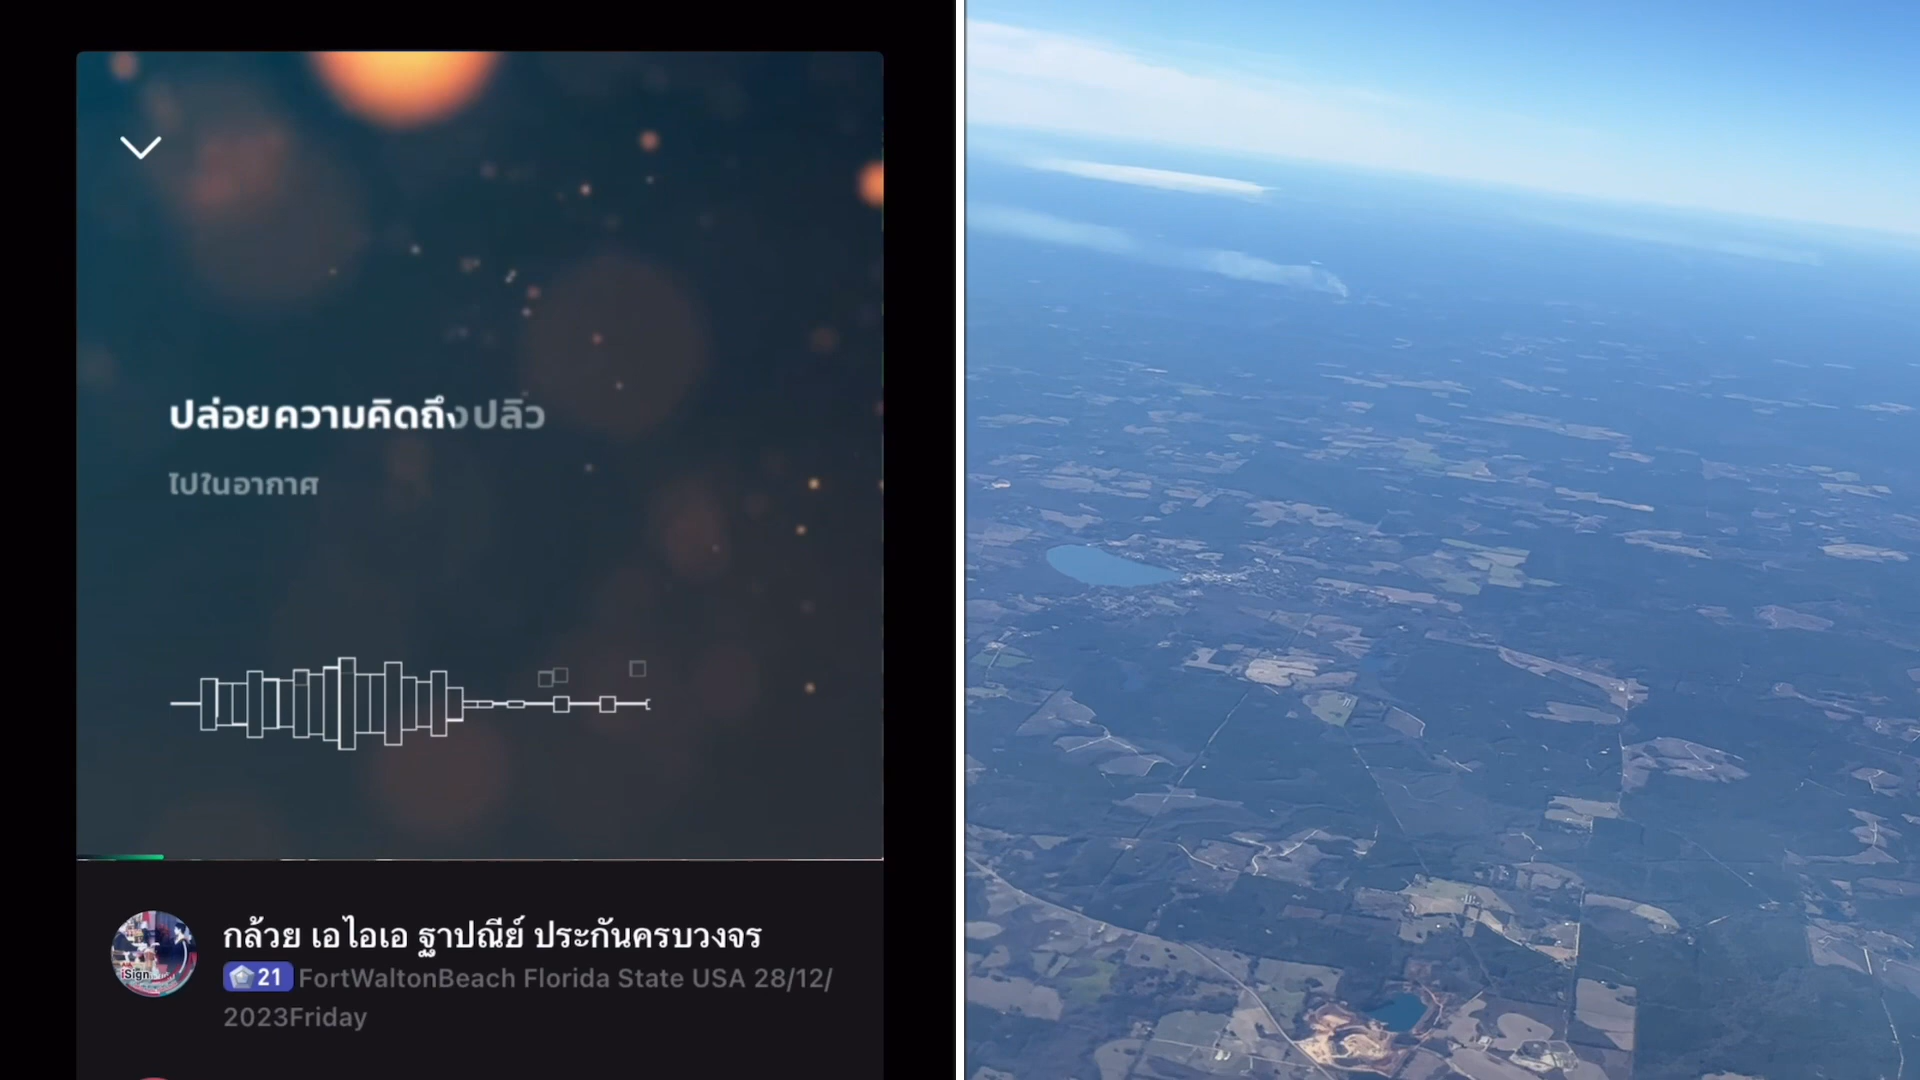 ปล่อยความคิดถึงปลิว
ไปในอากาศ
กล้วย เอไอเอ ฐาปณีย์ ประกันครบวงจร
21 FortWaltonBeach Florida State USA 28/12/
2023Friday
iSign